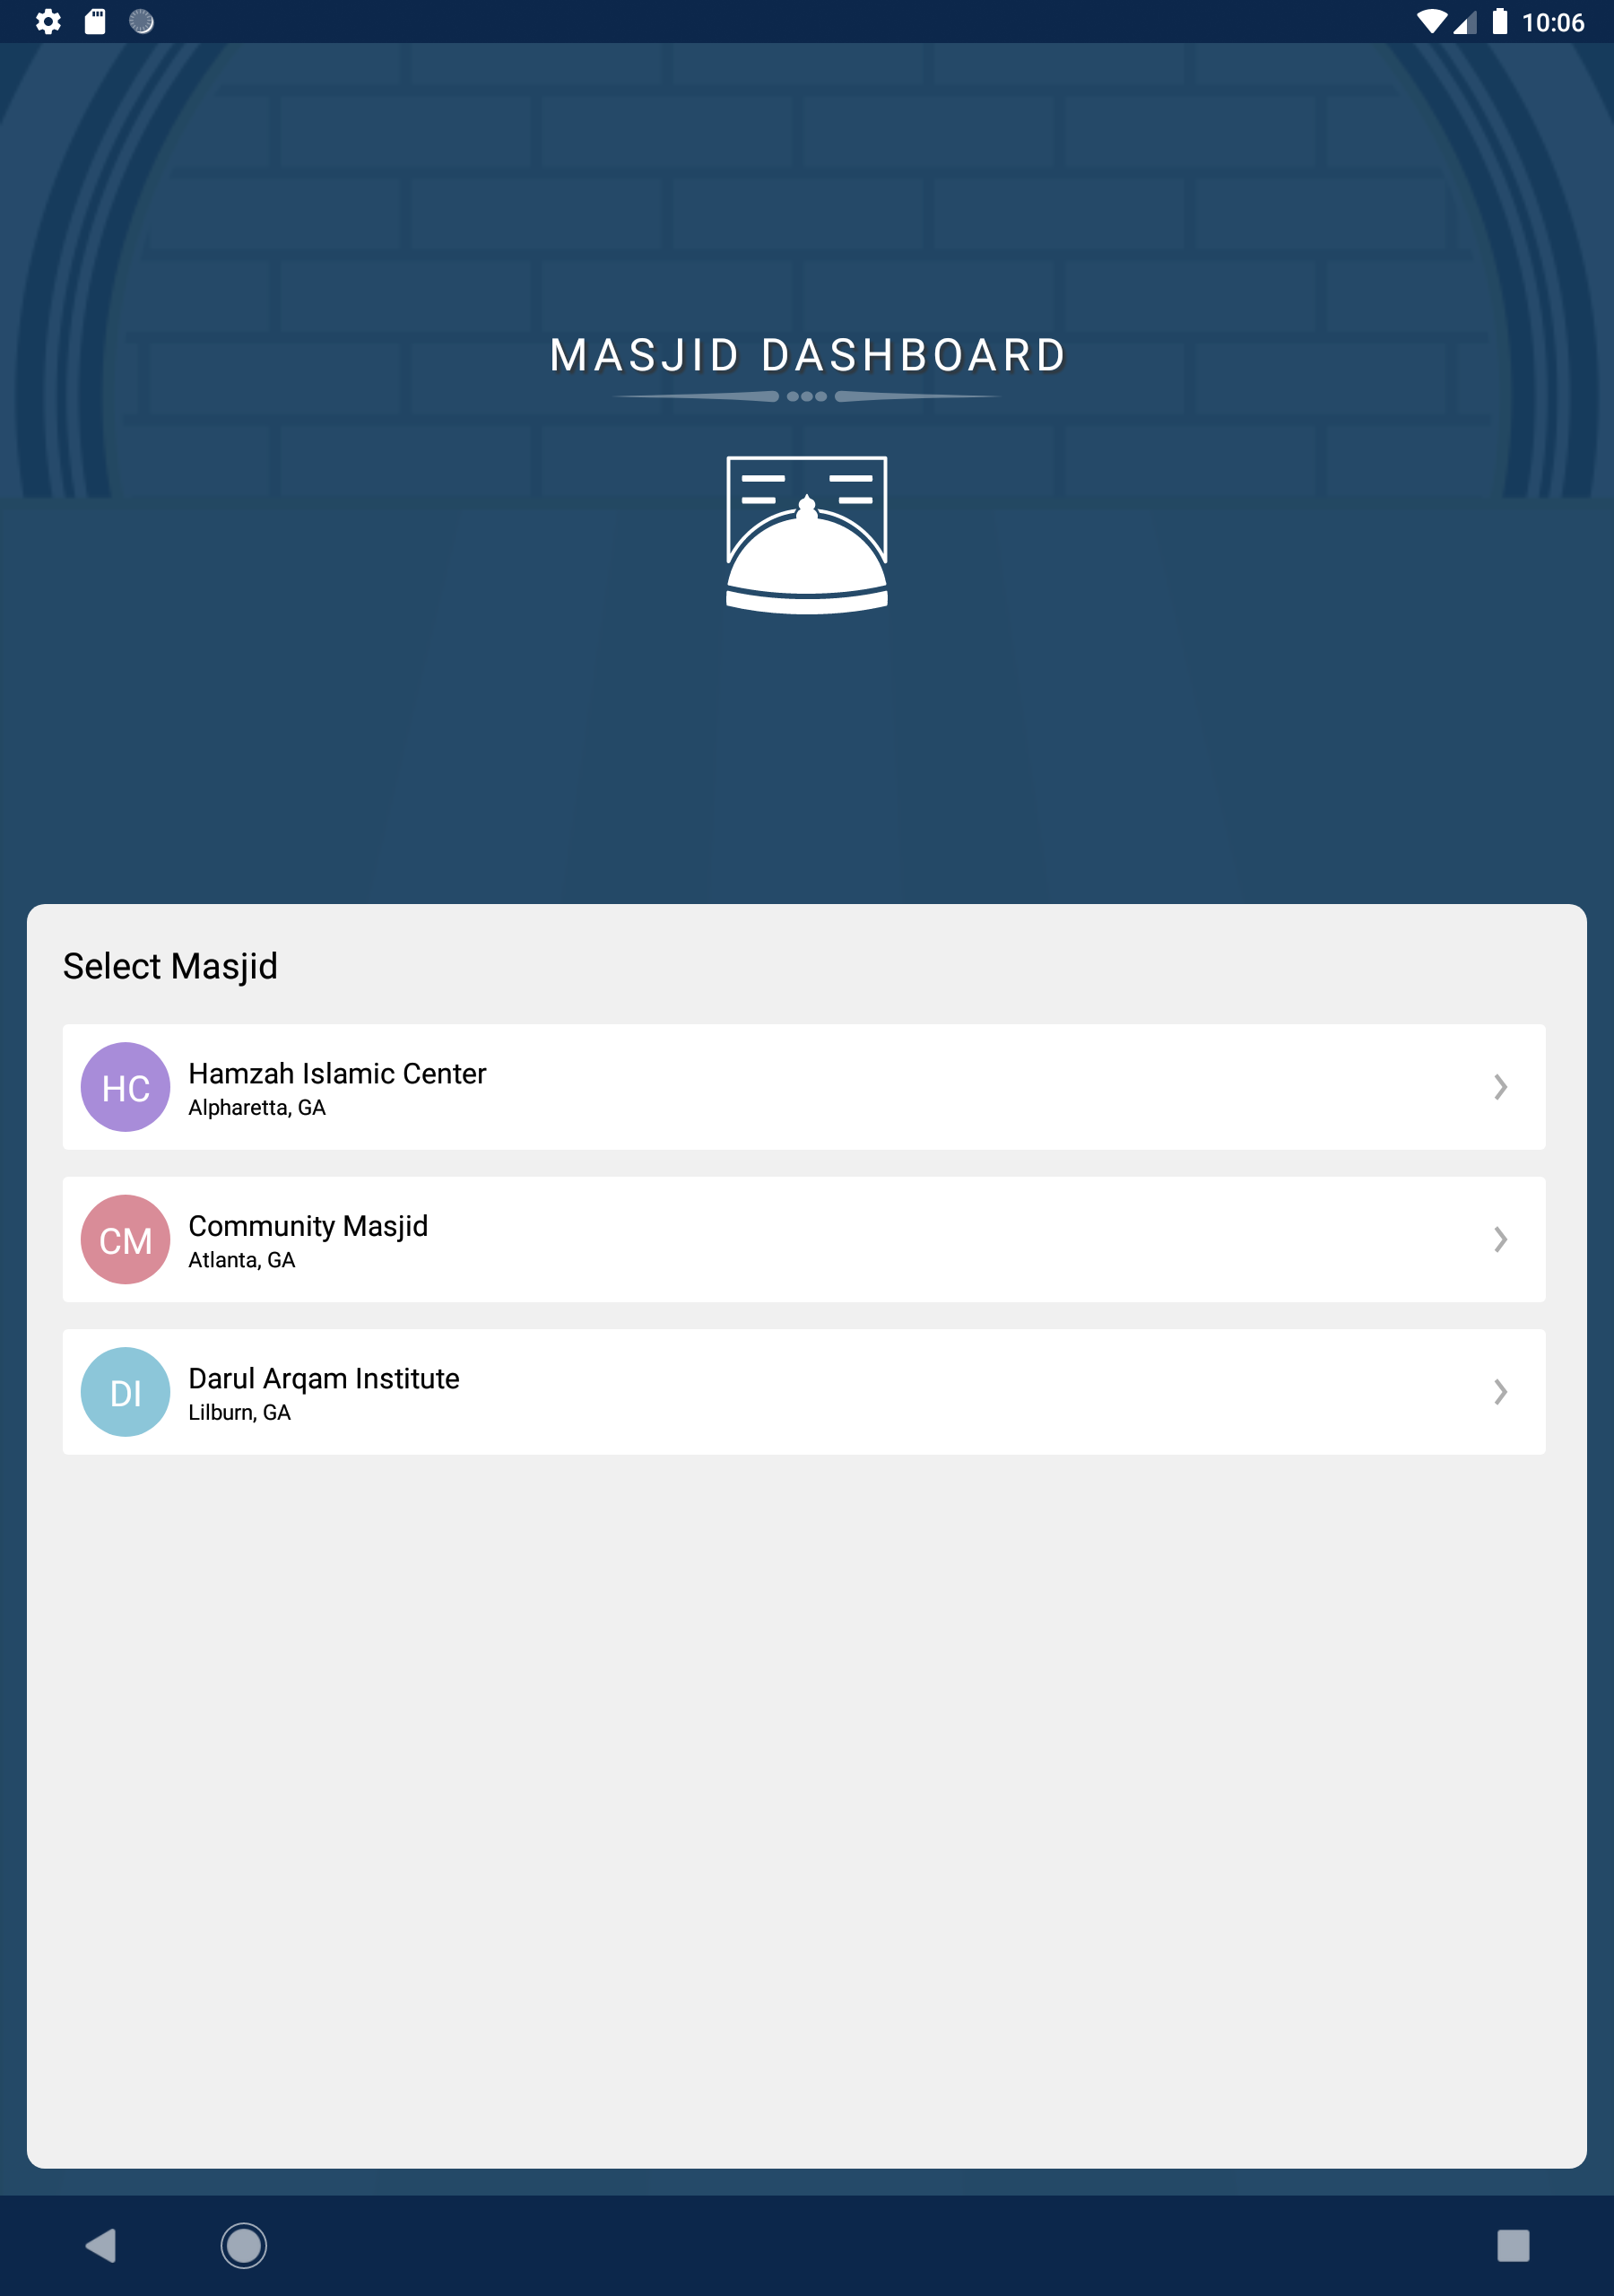 10:06
MASJID DASHBOARD
Select Masjid
HC
Hamzah Islamic Center
Alpharetta, GA
CM
Community Masjid
Atlanta, GA
DI
Darul Arqam Institute
Lilburn, GA